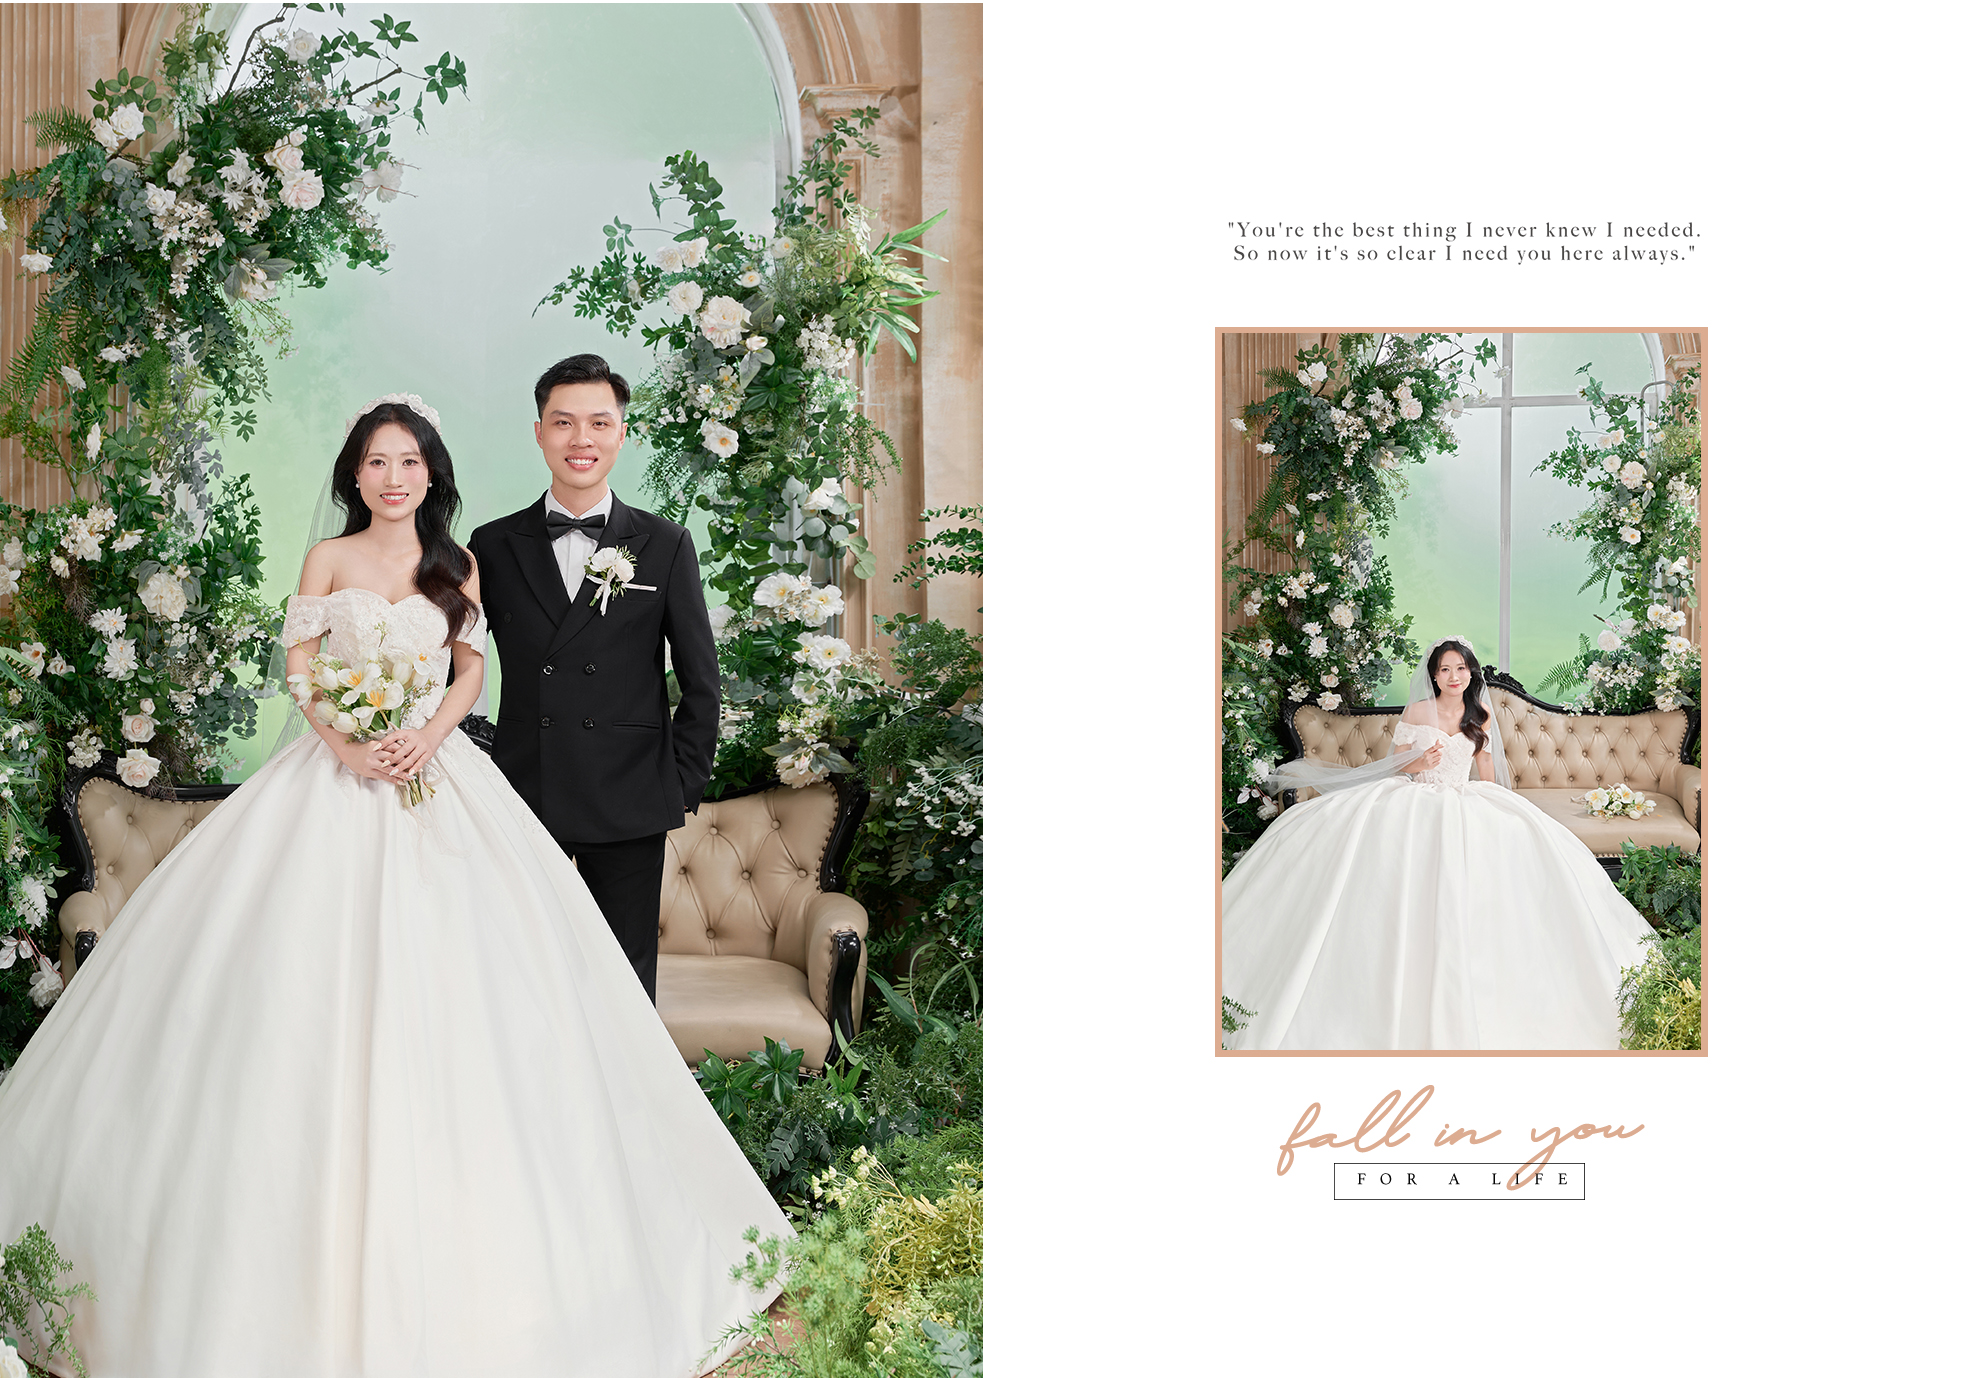 "You're the best thing I never knew I needed.
So now it's so clear I need you here always."
fall in you
FOR A LIFE